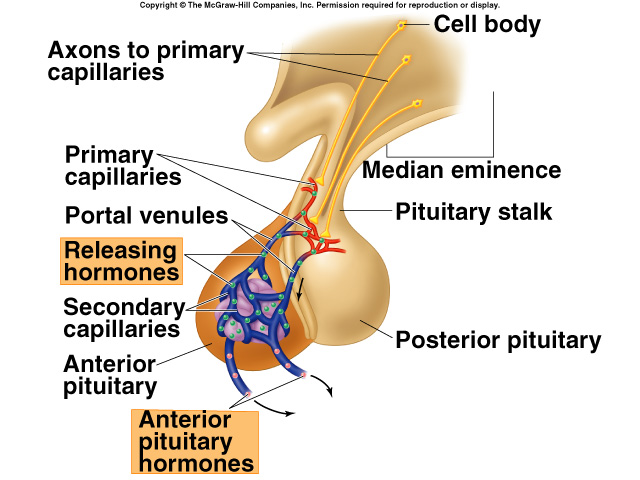 Copyright © The McGraw-Hill Companies, Inc. Permission required for reproduction or display.
Cell body
Axons to primary
capillaries
Primary
capillaries
Median eminence
Portal venules
Pituitary stalk
Releasing
hormones
Secondary
capillaries
Posterior pituitary
Anterior
pituitary
Anterior
pituitary
hormones